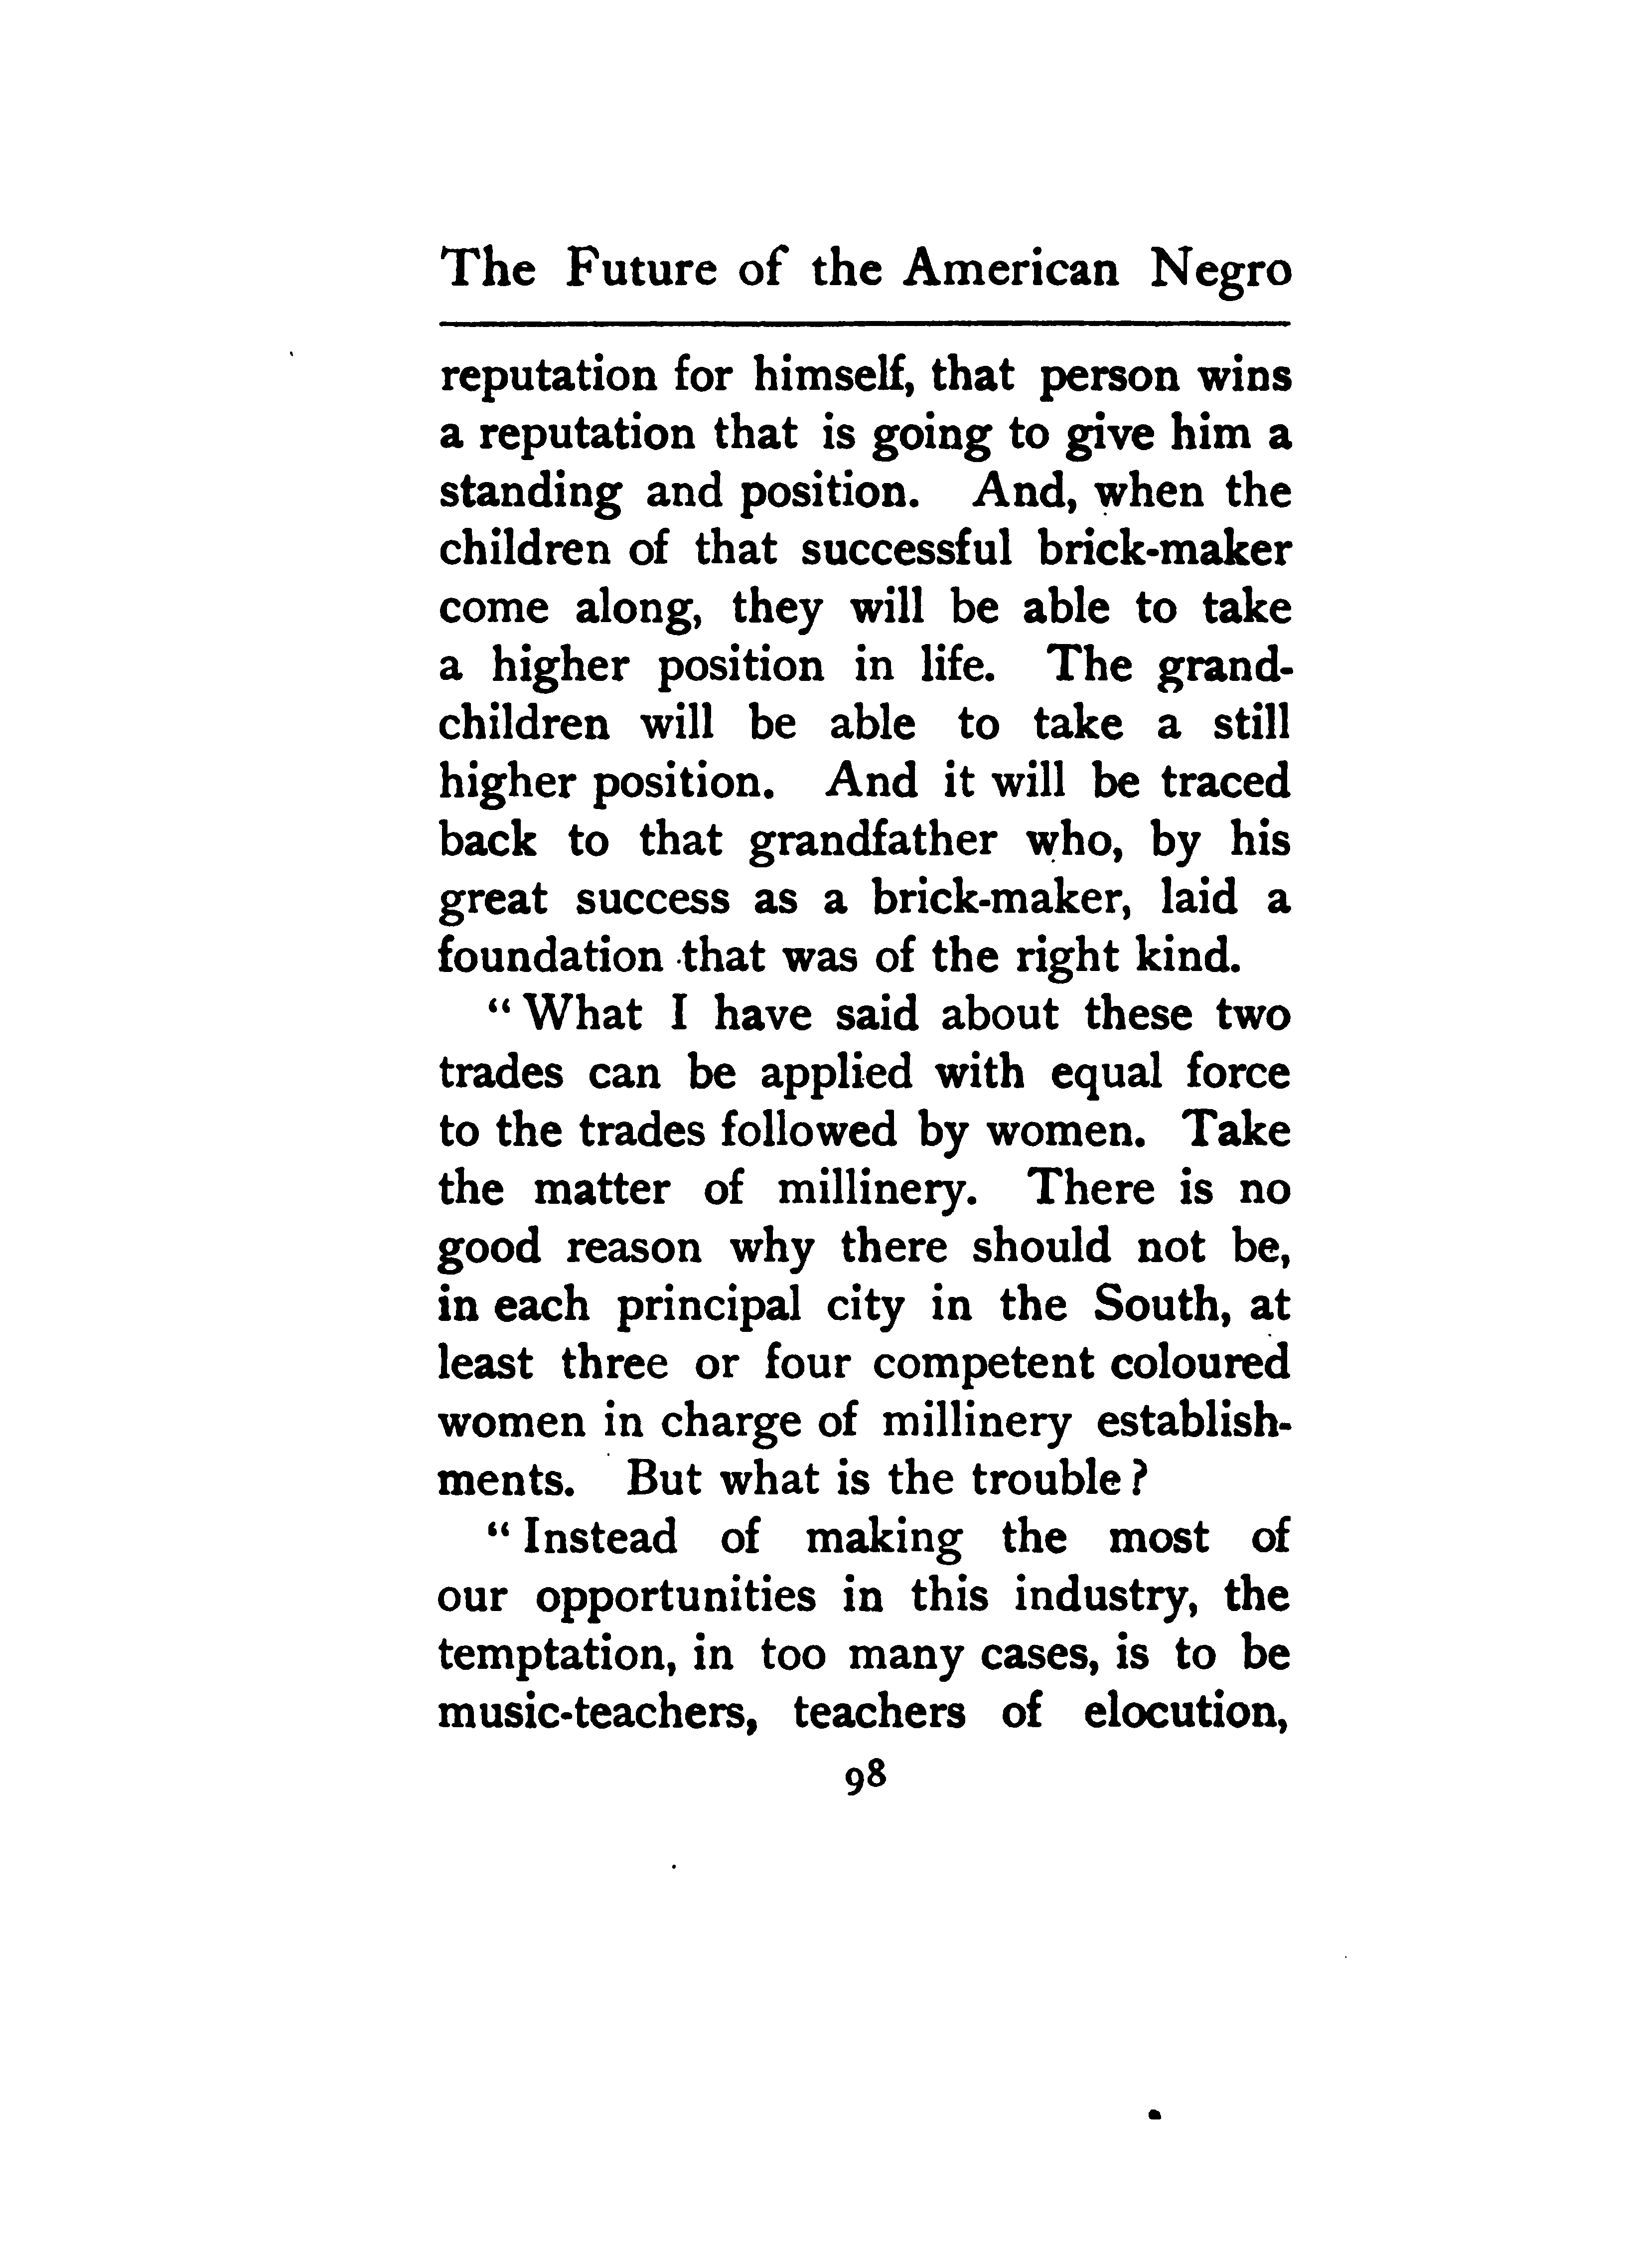 The Future of the American Negro
reputation for himself, that person wins
a reputation that is going to give him a
standing and position. And, when the
children of that successful brick-maker
come along, they will be able to take
a higher position in life. The grand-
children will be able to take a still
higher position. And it will be traced
back to that grandfather who, by his
great success as a brick-maker, laid a
foundation that was of the right kind.
“What I have said about these two
trades can be applied with equal force
to the trades followed by women. Take
the matter of millinery. There is no
good reason why there should not be,
in each principal city in the South, at
least three or four competent coloured
women in charge of millinery establish-
ments. But what is the trouble?
“Instead of making the most of
our opportunities in this industry, the
temptation, in too many cases, is to be
music-teachers, teachers of elocution,
98